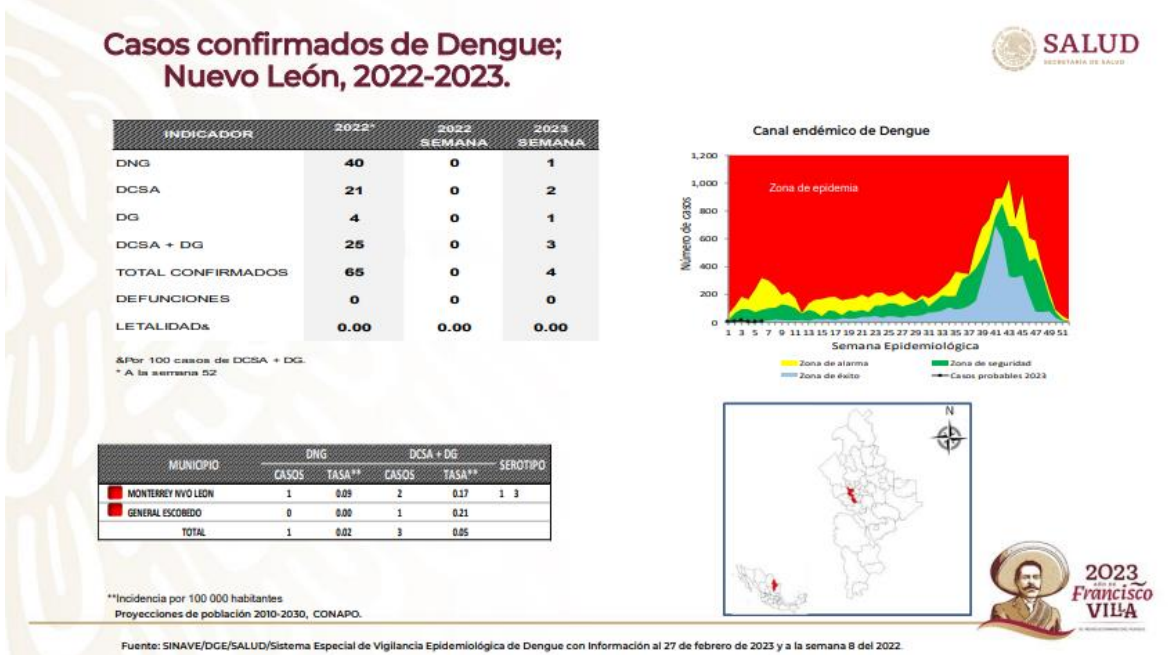 Casos confirmados de Dengue;
Nuevo León, 2022-2023.
SALUD
SECRETARÍA DE SALUD
INDICADOR 2022* 2022 SEMANA 2023 SEMANA
DNG 40 0 1
DCSA 21 0 2
DG 4 0 1
DCSA + DG 25 0 3
TOTAL CONFIRMADOS 65 0 4
DEFUNCIONES 0 0 0
LETALIDAD& 0.00 0.00 0.00
&Por 100 casos de DCSA + DG.
* A la semana 52
Canal endémico de Dengue
Número de casos
1,200
1,000
800
600
400
200
0
Zona de epidemia
1 3 5 7 9 11 13 15 17 19 21 23 25 27 29 31 33 35 37 39 41 43 45 47 49 51
Semana Epidemiológica
Zona de alarma Zona de seguridad
Zona de éxito Casos probables 2023
MUNICIPIO DNG DCSA + DG SEROTIPO
CASOS TASA** CASOS TASA**
MONTERREY NVO LEON 1 0.09 2 0.17 1 3
GENERAL ESCOBEDO 0 0.00 1 0.21
TOTAL 1 0.02 3 0.05
N
**Incidencia por 100 000 habitantes
Proyecciones de población 2010-2030, CONAPO.
2023
AÑO DE
Francisco
VILLA
EL REVOLUCIONARIO DEL PUEBLO
Fuente: SINAVE/DGE/SALUD/Sistema Especial de Vigilancia Epidemiológica de Dengue con Información al 27 de febrero de 2023 y a la semana 8 del 2022.